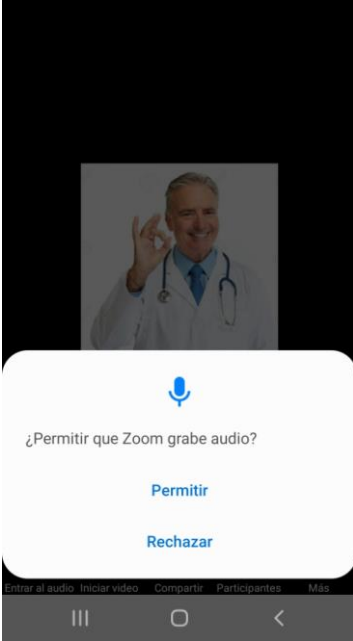 ¿Permitir que Zoom grabe audio?
Permitir
Rechazar
Entrar al audio Iniciar video Compartir Participantes Más